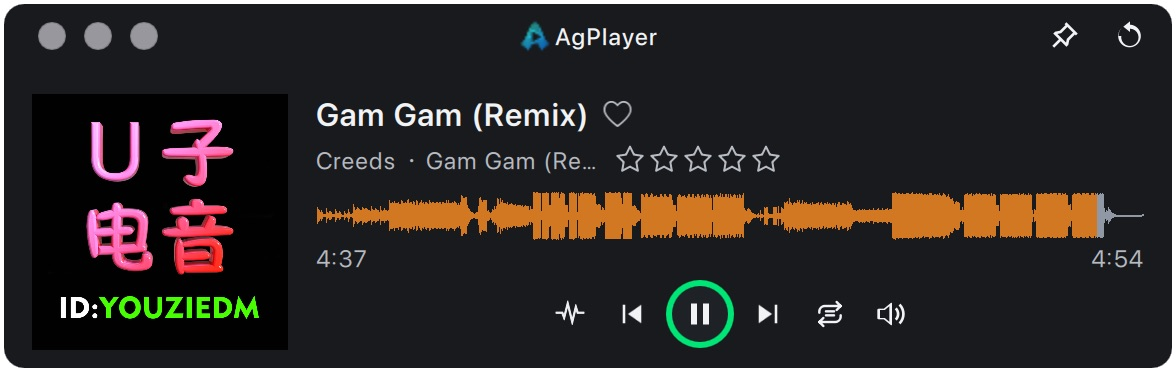 AgPlayer
U子
电音
ID:YOUZIEDM
Gam Gam (Remix)
Creeds · Gam Gam (Re...
4:37
4:54